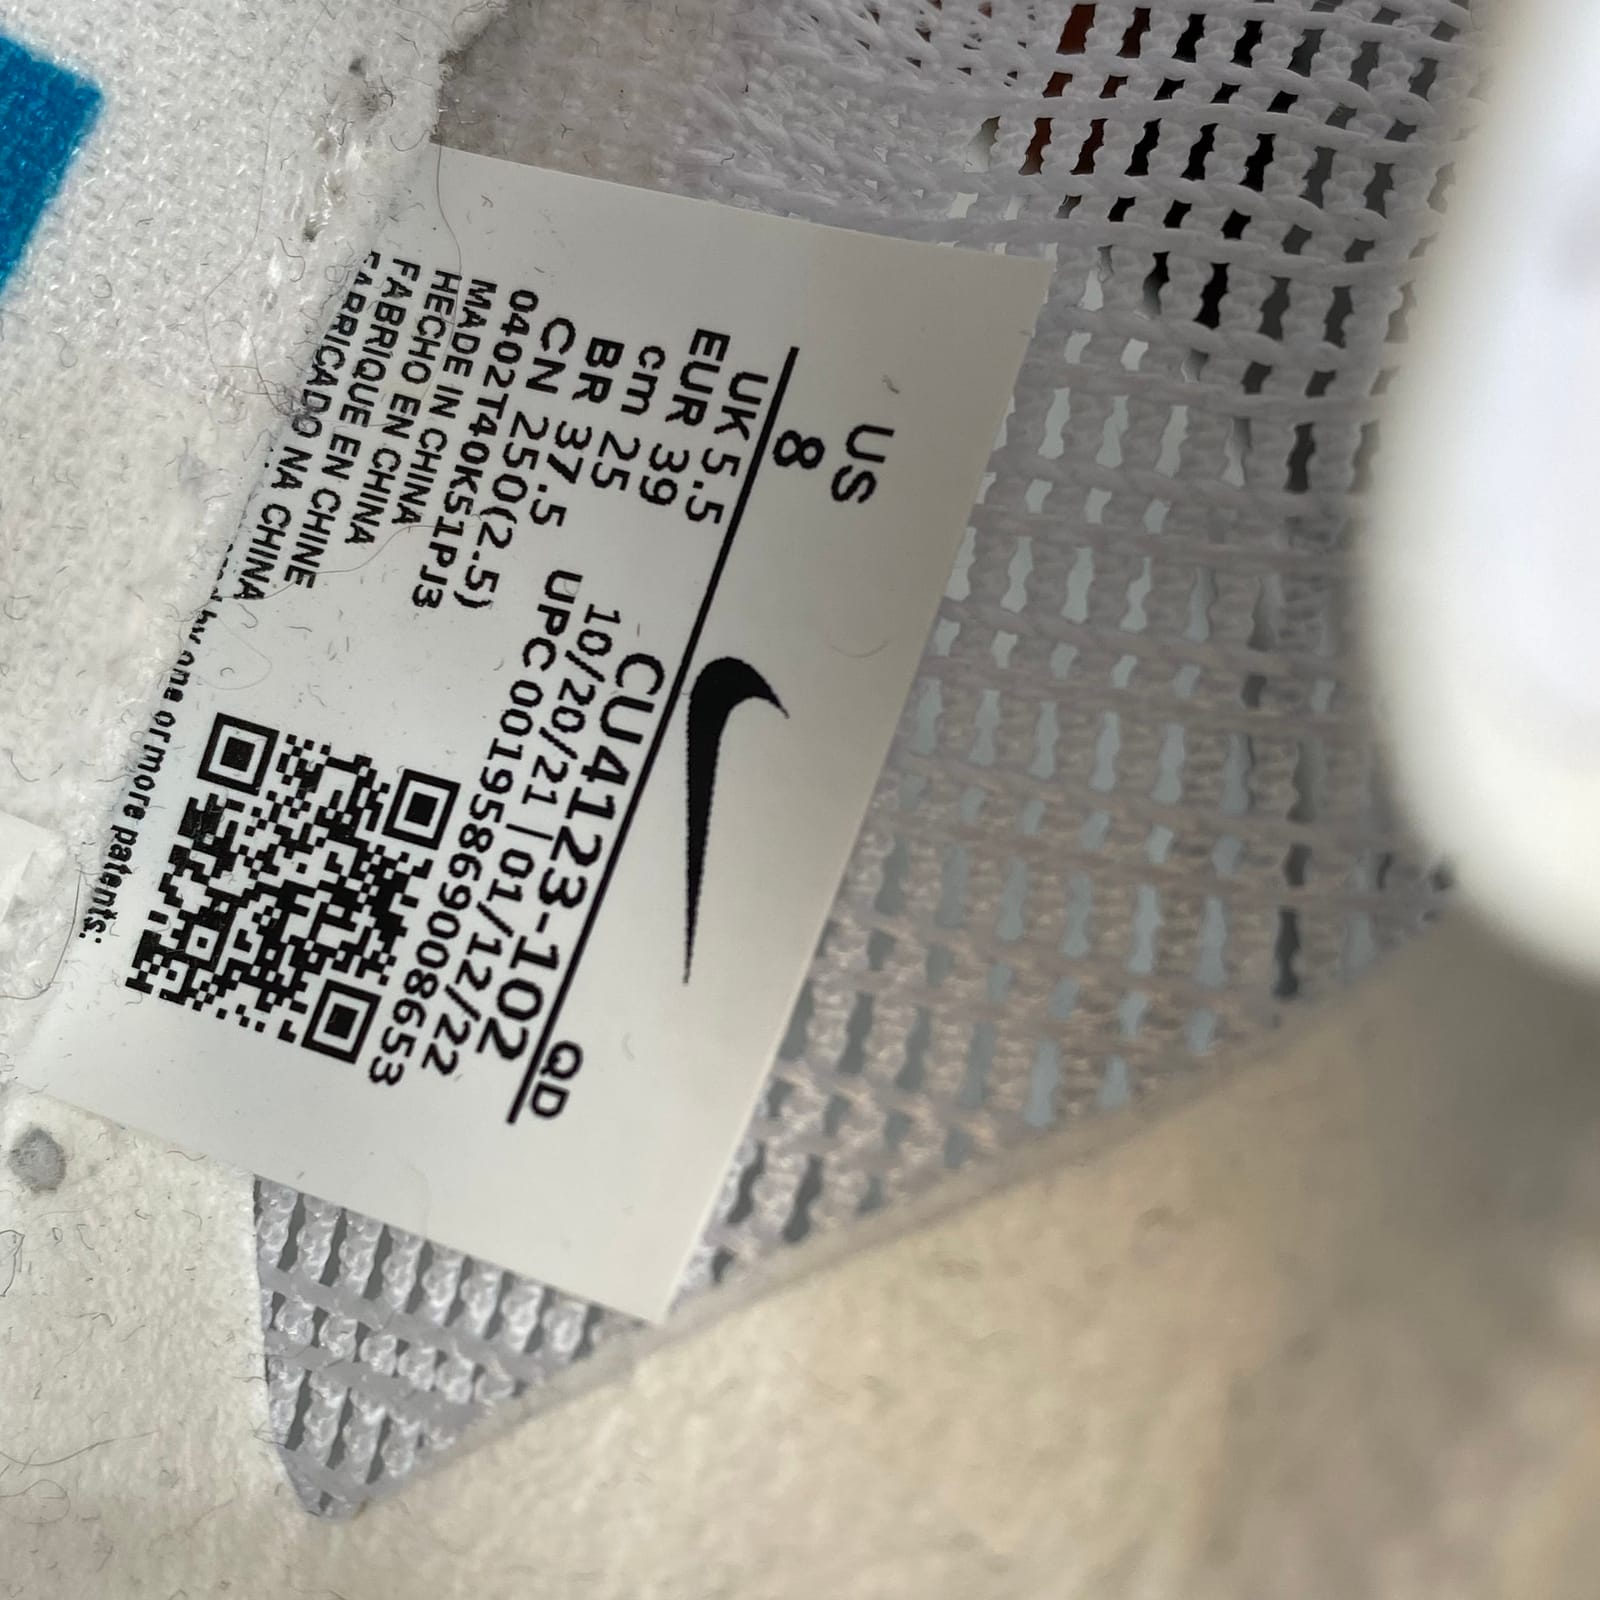 US
8
UK 5.5
EUR 39
cm 25
BR 37.5
CN 250(2.5)
0402T40K51PJ3
MADE IN CHINA
HECHO EN CHINA
FABRIQUE EN CHINE
FABRICADO NA CHINA
QD
CU4123-102
10/20/21 | 01/12/22
UPC 00195869008653
by one or more patents: